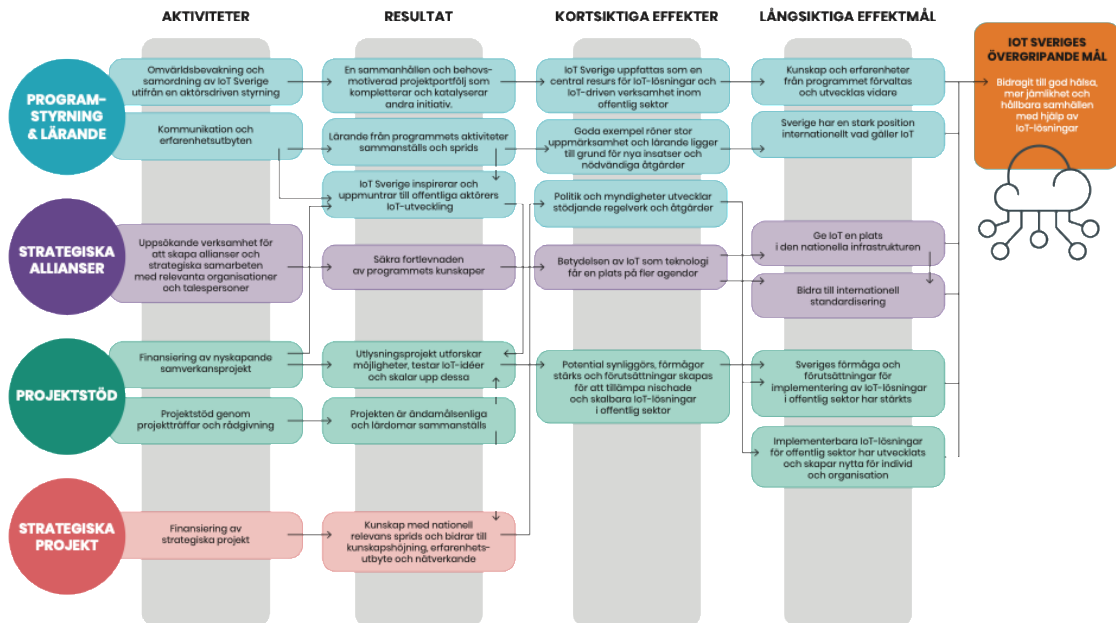 AKTIVITETER
RESULTAT
KORTSIKTIGA EFFEKTER
LÅNGSIKTIGA EFFEKTMÅL
IOT SVERIGES
ÖVERGRIPANDE MÅL
Bidragit till god hälsa,
mer jämlikhet och
hållbara samhällen
med hjälp av
IoT-lösningar
PROGRAM-
STYRNING
& LÄRANDE
Omvärldsbevakning och
samordning av IoT Sverige
utifrån en aktörsdriven styrning
En sammanhållen och behovs-
motiverad projektportfölj som
kompletterar och katalyserar
andra initiativ.
IoT Sverige uppfattas som en
central resurs för IoT-lösningar och
IoT-driven verksamhet inom
offentlig sektor
Kunskap och erfarenheter
från programmet förvaltas
och utvecklas vidare
Kommunikation och
erfarenhetsutbyten
Lärande från programmets aktiviteter
sammanställs och sprids
Goda exempel röner stor
uppmärksamhet och lärande ligger
till grund för nya insatser och
nödvändiga åtgärder
Sverige har en stark position
internationellt vad gäller IoT
IoT Sverige inspirerar och
uppmuntrar till offentliga aktörers
IoT-utveckling
Politik och myndigheter utvecklar
stödjande regelverk och åtgärder
STRATEGISKA
ALLIANSER
Uppsökande verksamhet för
att skapa allianser och
strategiska samarbeten
med relevanta organisationer
och talespersoner
Säkra fortlevnaden
av programmets kunskaper
Betydelsen av IoT som teknologi
får en plats på fler agendor
Ge IoT en plats
i den nationella infrastrukturen
Bidra till internationell
standardisering
PROJEKTSTÖD
Finansiering av nyskapande
samverkansprojekt
Utlysningsprojekt utforskar
möjligheter, testar IoT-idéer
och skalar upp dessa
Potential synliggörs, förmågor
stärks och förutsättningar skapas
för att tillämpa nischade
och skalbara IoT-lösningar
i offentlig sektor
Sveriges förmåga och
förutsättningar för
implementering av IoT-lösningar
i offentlig sektor har stärkts
Projektstöd genom
projektträffar och rådgivning
Projekten är ändamålsenliga
och lärdomar sammanställs
Implementerbara IoT-lösningar
för offentlig sektor har utvecklats
och skapar nytta för individ
och organisation
STRATEGISKA
PROJEKT
Finansiering av
strategiska projekt
Kunskap med nationell
relevans sprids och bidrar till
kunskapshöjning, erfarenhets-
utbyte och nätverkande